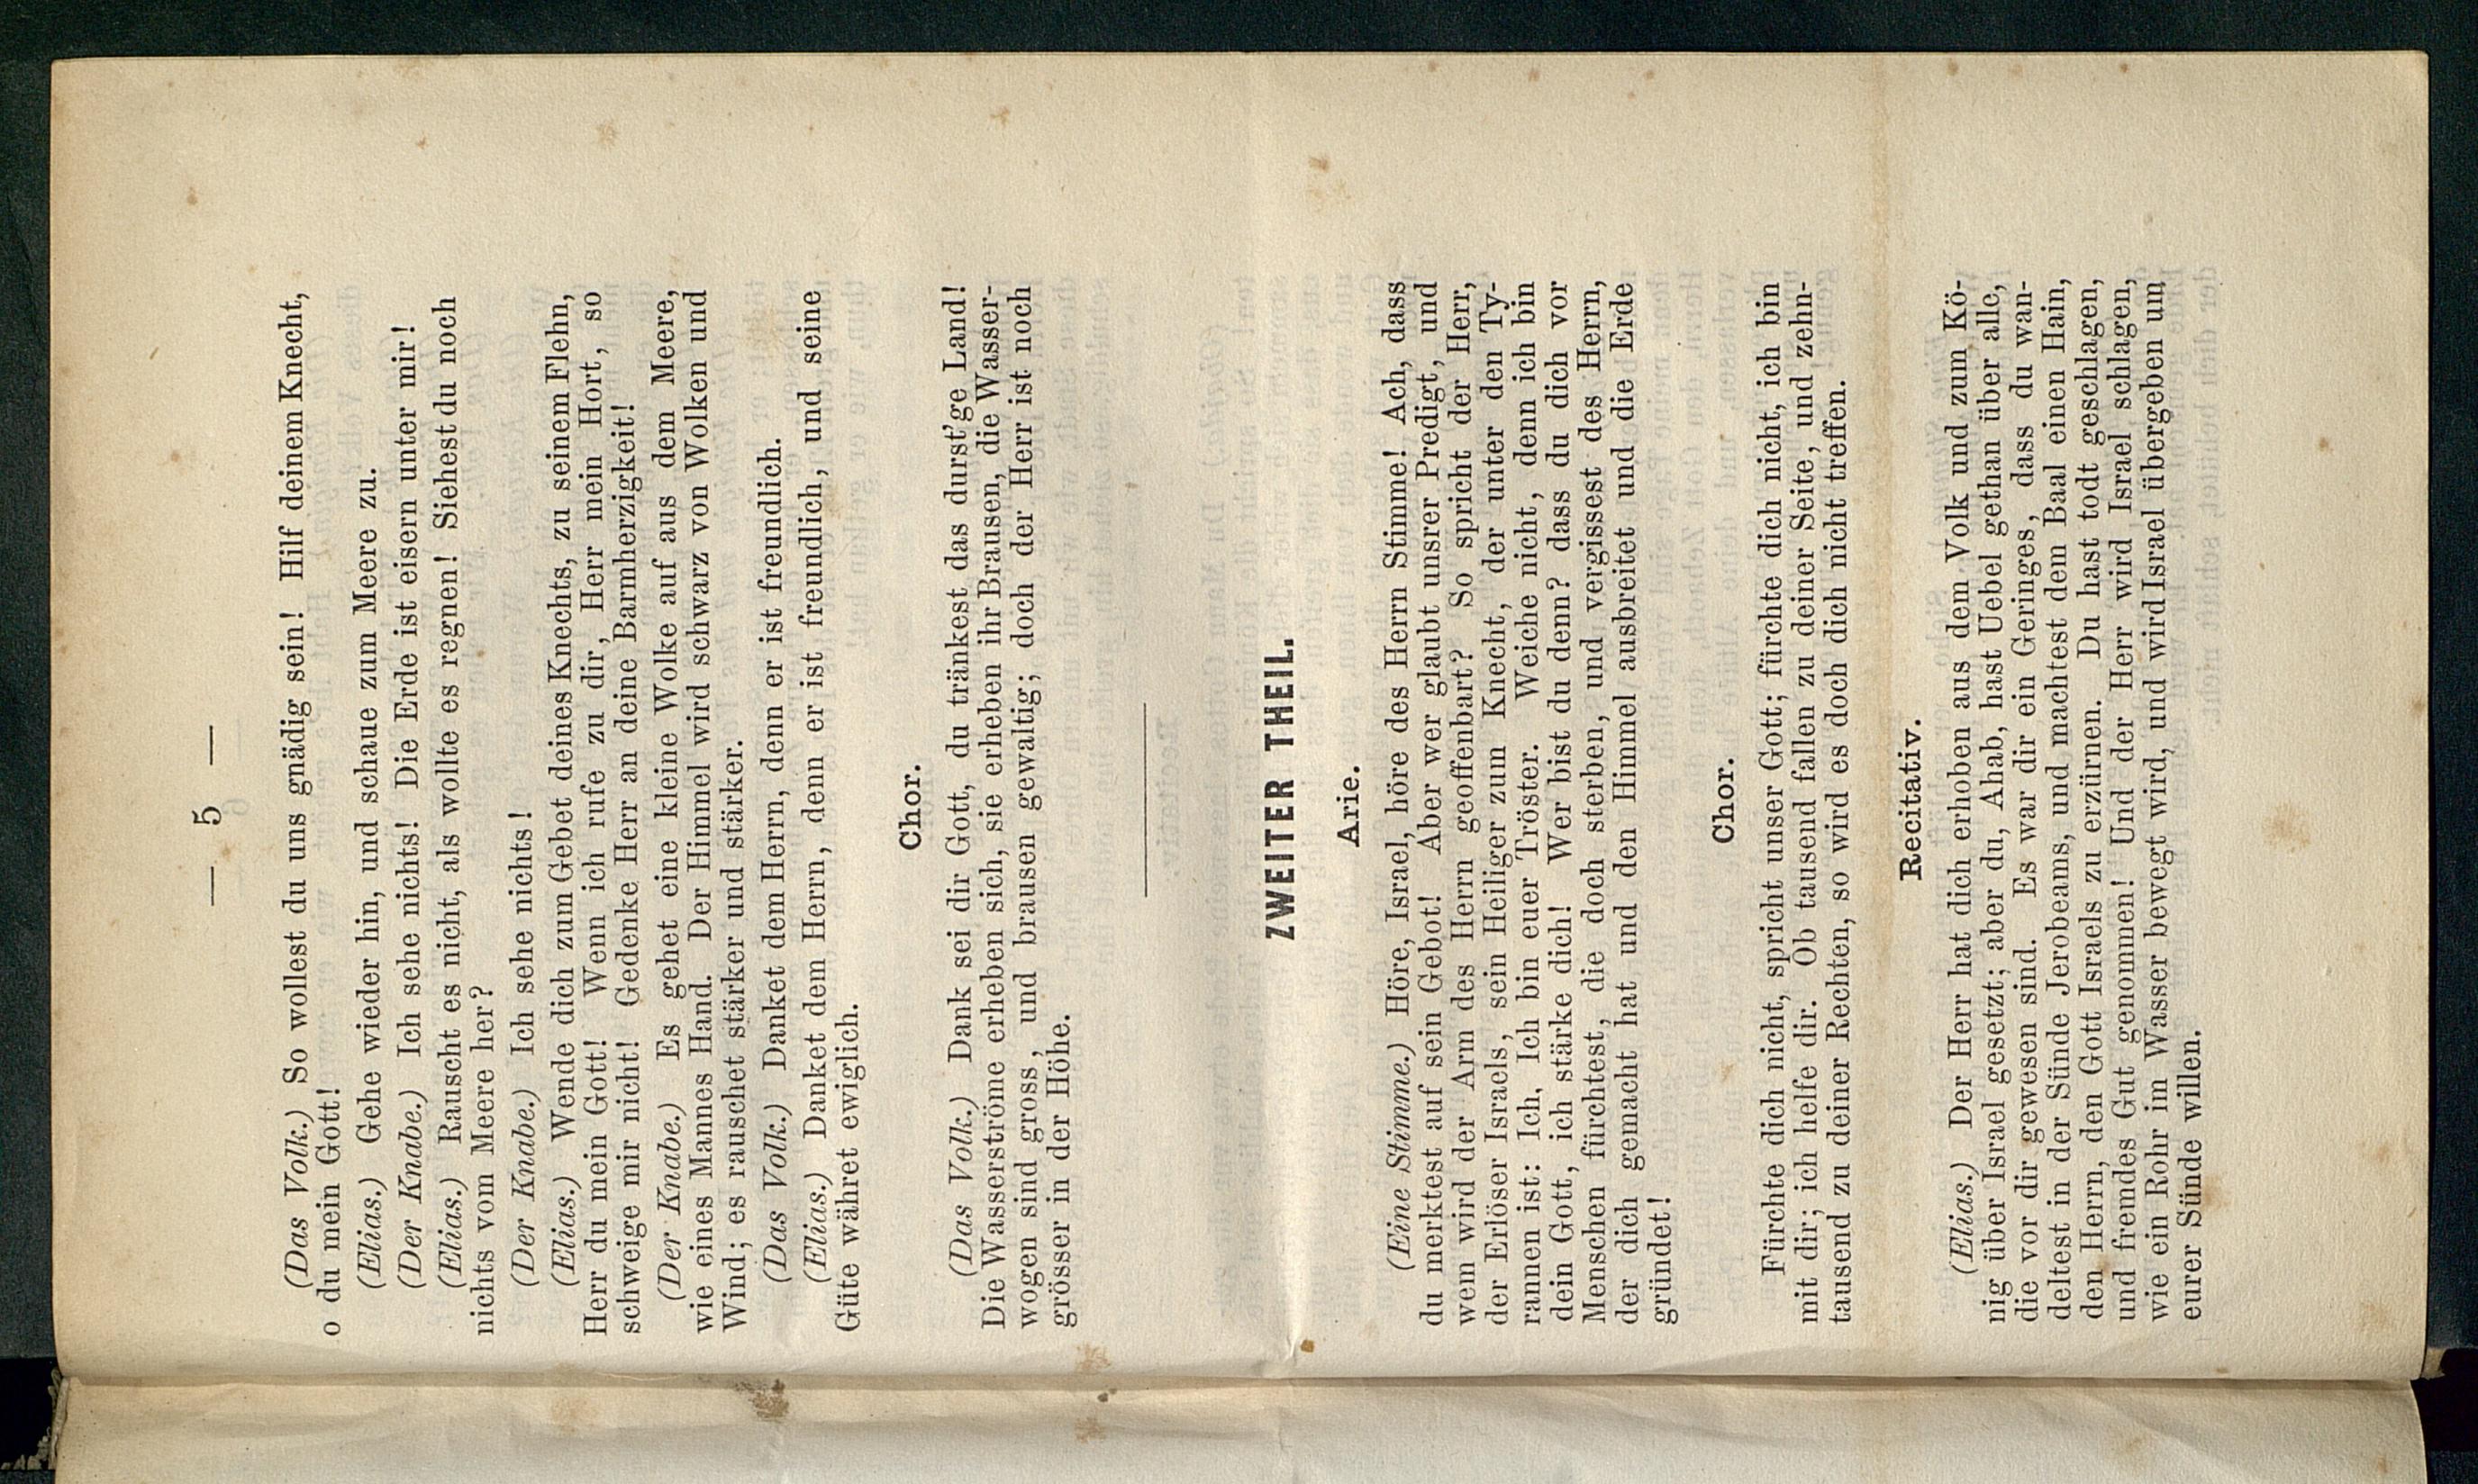 — 5 —
(Das Volk.) So wollest du uns gnädig sein! Hilf deinem Knecht,
o du mein Gott!
(Elias.) Gehe wieder hin, und schaue zum Meere zu.
(Der Knabe.) Ich sehe nichts! Die Erde ist eisern unter mir!
(Elias.) Rauscht es nicht, als wollte es regnen! Siehest du noch
nichts vom Meere her?
(Der Knabe.) Ich sehe nichts!
(Elias.) Wende dich zum Gebet deines Knechts, zu seinem Flehn,
Herr du mein Gott! Wenn ich rufe zu dir, Herr mein Hort, so
schweige mir nicht! Gedenke Herr an deine Barmherzigkeit!
(Der Knabe.) Es gehet eine kleine Wolke auf aus dem Meere,
wie eines Mannes Hand. Der Himmel wird schwarz von Wolken und
Wind; es rauschet stärker und stärker.
(Das Volk.) Danket dem Herrn, denn er ist freundlich.
(Elias.) Danket dem Herrn, denn er ist freundlich, und seine
Güte währet ewiglich.
Chor.
(Das Volk.) Dank sei dir Gott, du tränkest das durst'ge Land!
Die Wasserströme erheben sich, sie erheben ihr Brausen, die Wasser-
wogen sind gross, und brausen gewaltig; doch der Herr ist noch
grösser in der Höhe.
ZWEITER THEIL.
Arie.
(Eine Stimme.) Höre, Israel, höre des Herrn Stimme! Ach, dass
du merktest auf sein Gebot! Aber wer glaubt unsrer Predigt, und
wem wird der Arm des Herrn geoffenbart? So spricht der Herr,
der Erlöser Israels, sein Heiliger zum Knecht, der unter den Ty-
rannen ist: Ich, Ich bin euer Tröster. Weiche nicht, denn ich bin
dein Gott, ich stärke dich! Wer bist du denn? dass du dich vor
Menschen fürchtest, die doch sterben, und vergissest des Herrn,
der dich gemacht hat und den Himmel ausbreitet und die Erde
gründet!
Chor.
Fürchte dich nicht, spricht unser Gott; fürchte dich nicht, ich bin
mit dir; ich helfe dir. Ob tausend fallen zu deiner Seite, und zehn-
tausend zu deiner Rechten, so wird es doch dich nicht treffen.
Recitativ.
(Elias.) Der Herr hat dich erhoben aus dem Volk und zum Kö-
nig über Israel gesetzt; aber du, Ahab, hast Uebel gethan über alle,
die vor dir gewesen sind. Es war dir ein Geringes, dass du wan-
deltest in der Sünde Jerobeams, und machtest dem Baal einen Hain,
den Herrn, den Gott Israels zu erzürnen. Du hast todt geschlagen,
und fremdes Gut genommen! Und der Herr wird Israel schlagen,
wie ein Rohr im Wasser bewegt wird, und wird Israel übergeben um
eurer Sünde willen.